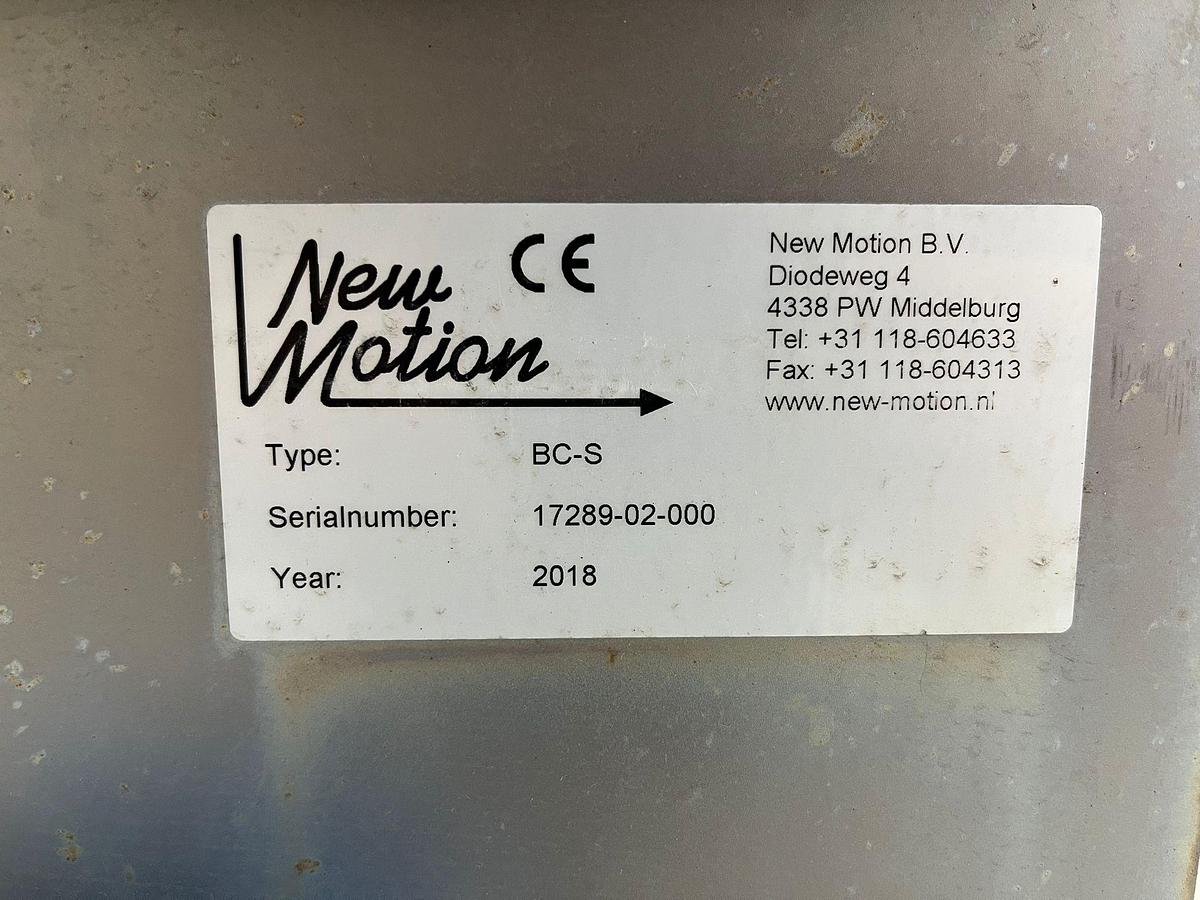 New
Motion
CE
New Motion B.V.
Diodeweg 4
4338 PW Middelburg
Tel: +31 118-604633
Fax: +31 118-604313
www.new-motion.nl
Type: BC-S
Serialnumber: 17289-02-000
Year: 2018